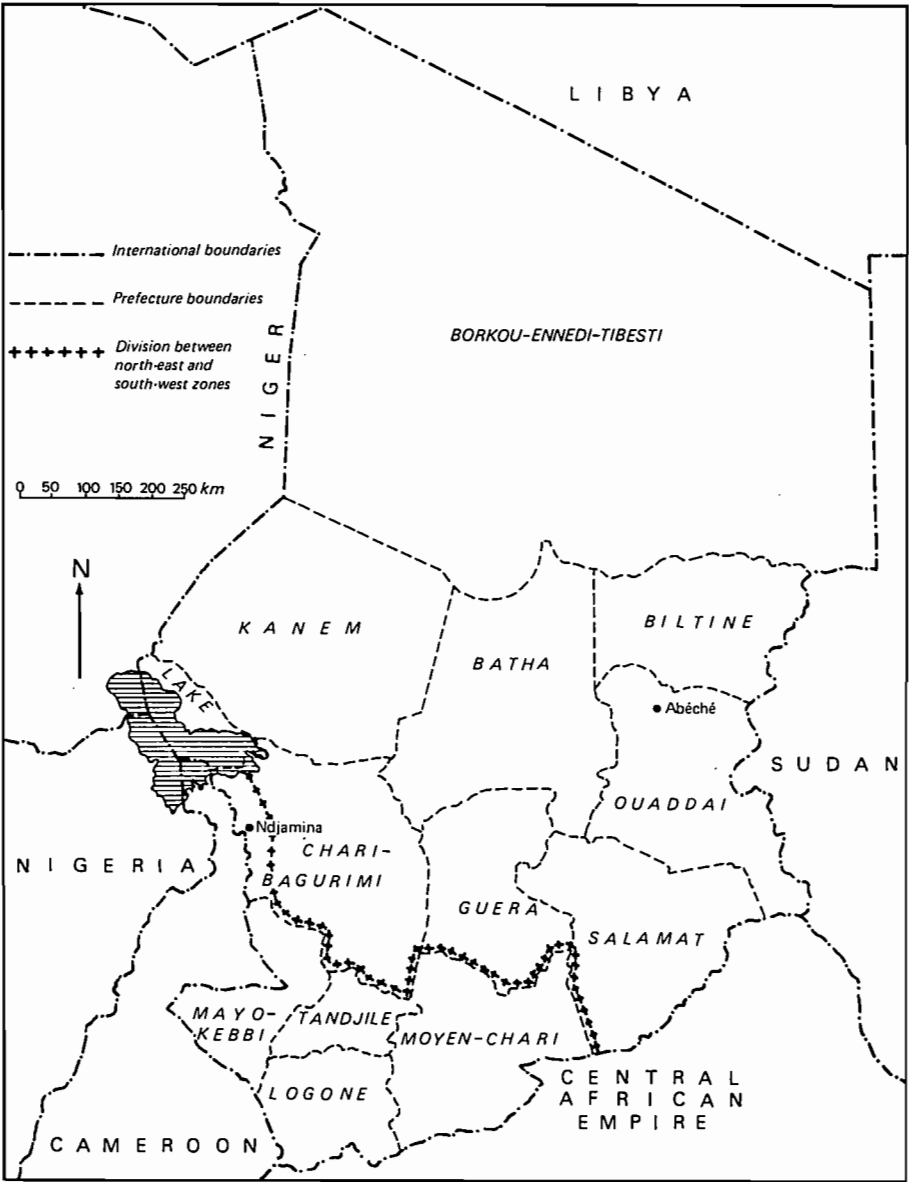 LIBYA
International boundaries
Prefecture boundaries
Division between
north-east and
south-west zones
NIGER
BORKOU-ENNEDI-TIBESTI
0 50 100 150 200 250 km
N
KANEM
BILTINE
BATHA
LAKE
Abéché
SUDAN
OUADDAI
Ndjamina
CHARI-
BAGURIMI
NIGERIA
GUERA
SALAMAT
MAYO-
KEBBI
TANDJILE
MOYEN-CHARI
LOGONE
CENTRAL
AFRICAN
EMPIRE
CAMEROON